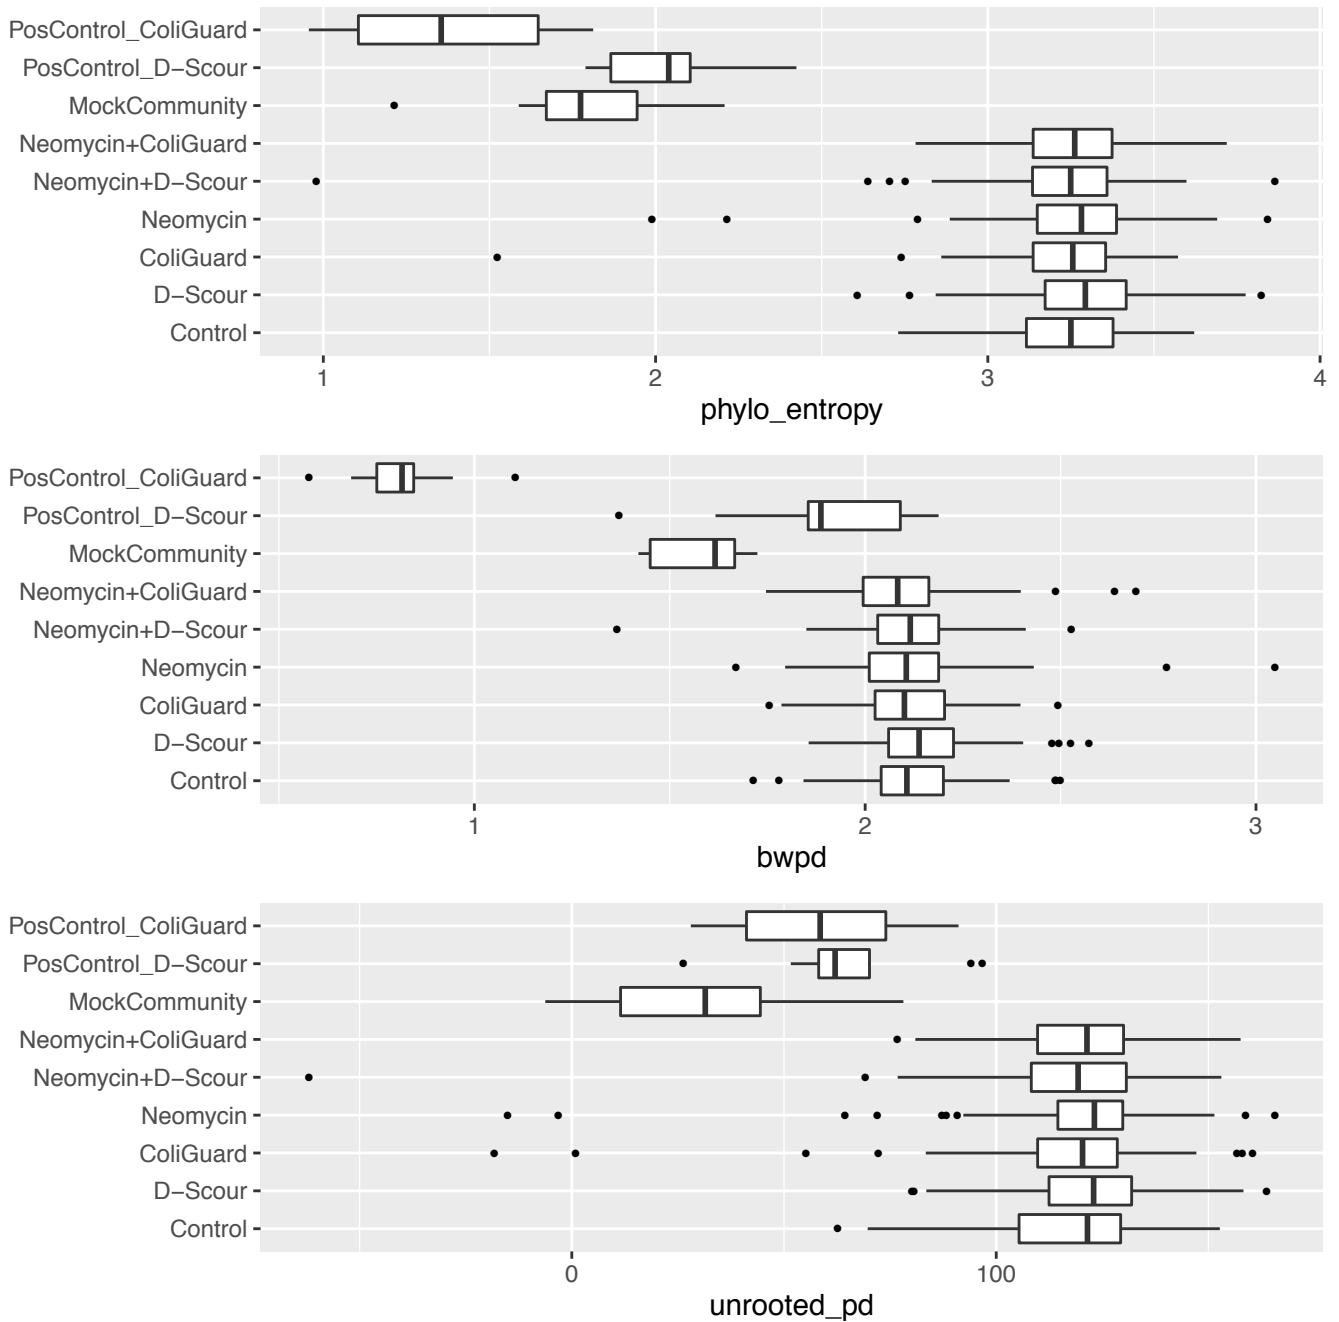 PosControl_ColiGuard
PosControl_D−Scour
MockCommunity
Neomycin+ColiGuard
Neomycin+D−Scour
Neomycin
ColiGuard
D−Scour
Control
1 2 3 4
phylo_entropy
PosControl_ColiGuard
PosControl_D−Scour
MockCommunity
Neomycin+ColiGuard
Neomycin+D−Scour
Neomycin
ColiGuard
D−Scour
Control
1 2 3
bwpd
PosControl_ColiGuard
PosControl_D−Scour
MockCommunity
Neomycin+ColiGuard
Neomycin+D−Scour
Neomycin
ColiGuard
D−Scour
Control
0 100
unrooted_pd